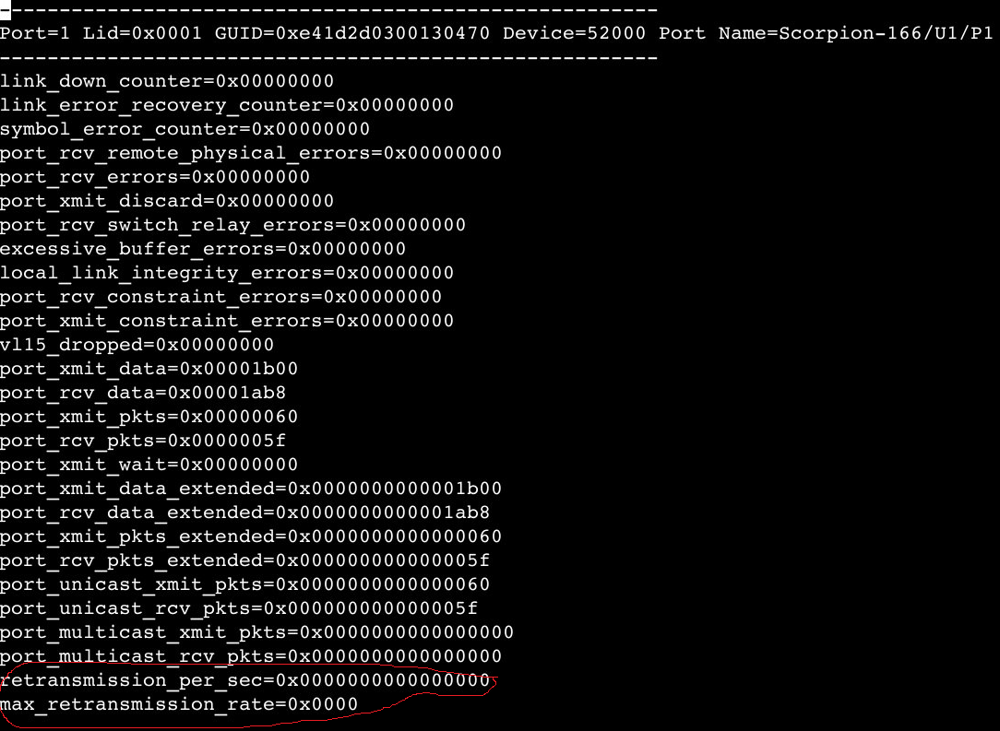 -------------------------------------------------------
Port=1 Lid=0x0001 GUID=0xe41d2d0300130470 Device=52000 Port Name=Scorpion-166/U1/P1
-------------------------------------------------------
link_down_counter=0x00000000
link_error_recovery_counter=0x00000000
symbol_error_counter=0x00000000
port_rcv_remote_physical_errors=0x00000000
port_rcv_errors=0x00000000
port_xmit_discard=0x00000000
port_rcv_switch_relay_errors=0x00000000
excessive_buffer_errors=0x00000000
local_link_integrity_errors=0x00000000
port_rcv_constraint_errors=0x00000000
port_xmit_constraint_errors=0x00000000
vl15_dropped=0x00000000
port_xmit_data=0x00001b00
port_rcv_data=0x00001ab8
port_xmit_pkts=0x00000060
port_rcv_pkts=0x0000005f
port_xmit_wait=0x00000000
port_xmit_data_extended=0x0000000000001b00
port_rcv_data_extended=0x0000000000001ab8
port_xmit_pkts_extended=0x0000000000000060
port_rcv_pkts_extended=0x000000000000005f
port_unicast_xmit_pkts=0x0000000000000060
port_unicast_rcv_pkts=0x000000000000005f
port_multicast_xmit_pkts=0x0000000000000000
port_multicast_rcv_pkts=0x0000000000000000
retransmission_per_sec=0x0000000000000000
max_retransmission_rate=0x0000